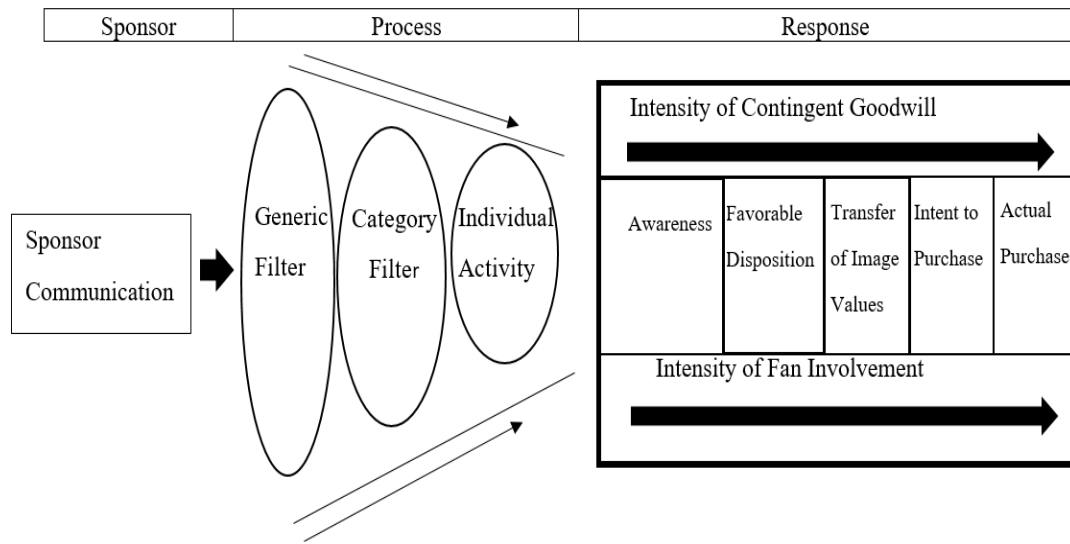 Sponsor
Process
Response
Intensity of Contingent Goodwill
Sponsor
Communication
Generic
Filter
Category
Filter
Individual
Activity
Awareness
Favorable
Disposition
Transfer
of Image
Values
Intent to
Purchase
Actual
Purchase
Intensity of Fan Involvement